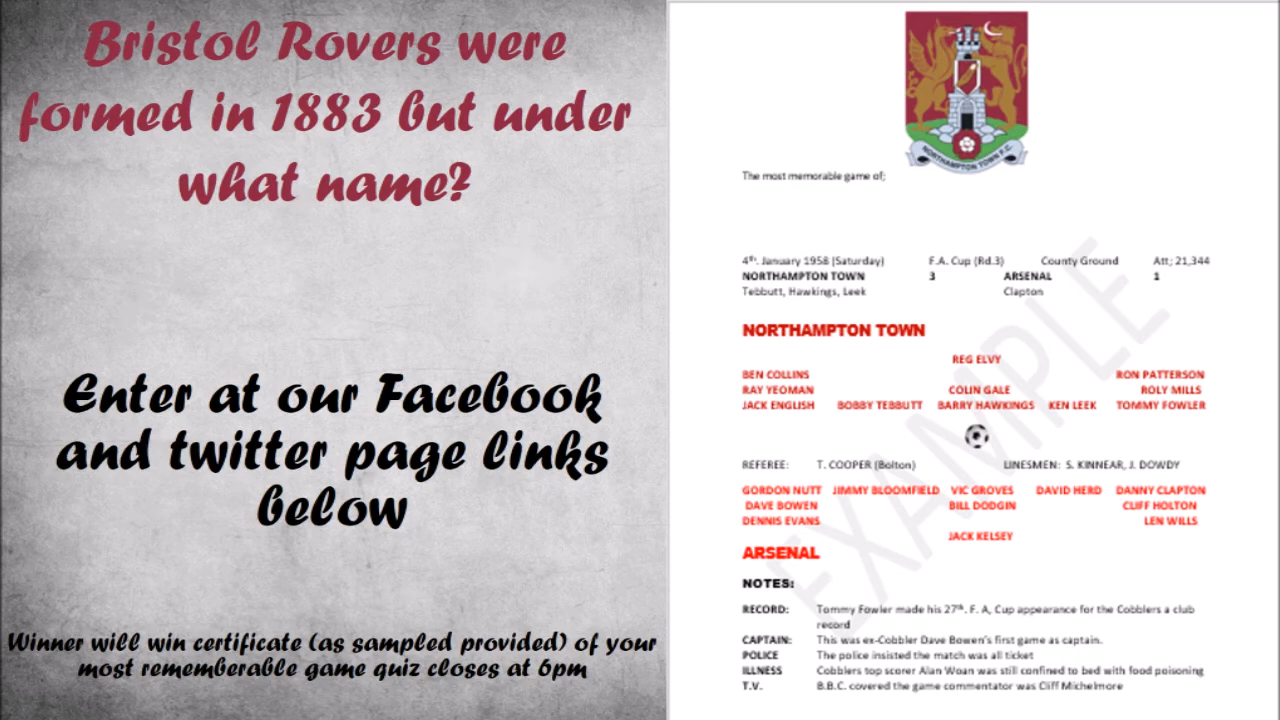 Bristol Rovers were
formed in 1883 but under
what name?
Enter at our Facebook
and twitter page links
below
Winner will win certificate (as sampled provided) of your
most rememberable game quiz closes at 6pm
NORTHAMPTON TOWN F.C.
The most memorable game of;
4th. January 1958 (Saturday) F.A. Cup (Rd.3) County Ground Att; 21,344
NORTHAMPTON TOWN 3 ARSENAL 1
Tebbutt, Hawkings, Leek Clapton
NORTHAMPTON TOWN
REG ELVY
BEN COLLINS RON PATTERSON
RAY YEOMAN COLIN GALE ROLY MILLS
JACK ENGLISH BOBBY TEBBUTT BARRY HAWKINGS KEN LEEK TOMMY FOWLER
REFEREE: T. COOPER (Bolton) LINESMEN: S. KINNEAR, J. DOWDY
GORDON NUTT JIMMY BLOOMFIELD VIC GROVES DAVID HERD DANNY CLAPTON
DAVE BOWEN BILL DODGIN CLIFF HOLTON
DENNIS EVANS LEN WILLS
JACK KELSEY
ARSENAL
NOTES:
RECORD: Tommy Fowler made his 27th. F. A, Cup appearance for the Cobblers a club
record
CAPTAIN: This was ex-Cobbler Dave Bowen's first game as captain.
POLICE The police insisted the match was all ticket
ILLNESS Cobblers top scorer Alan Woan was still confined to bed with food poisoning
T.V. B.B.C. covered the game commentator was Cliff Michelmore
EXAMPLE